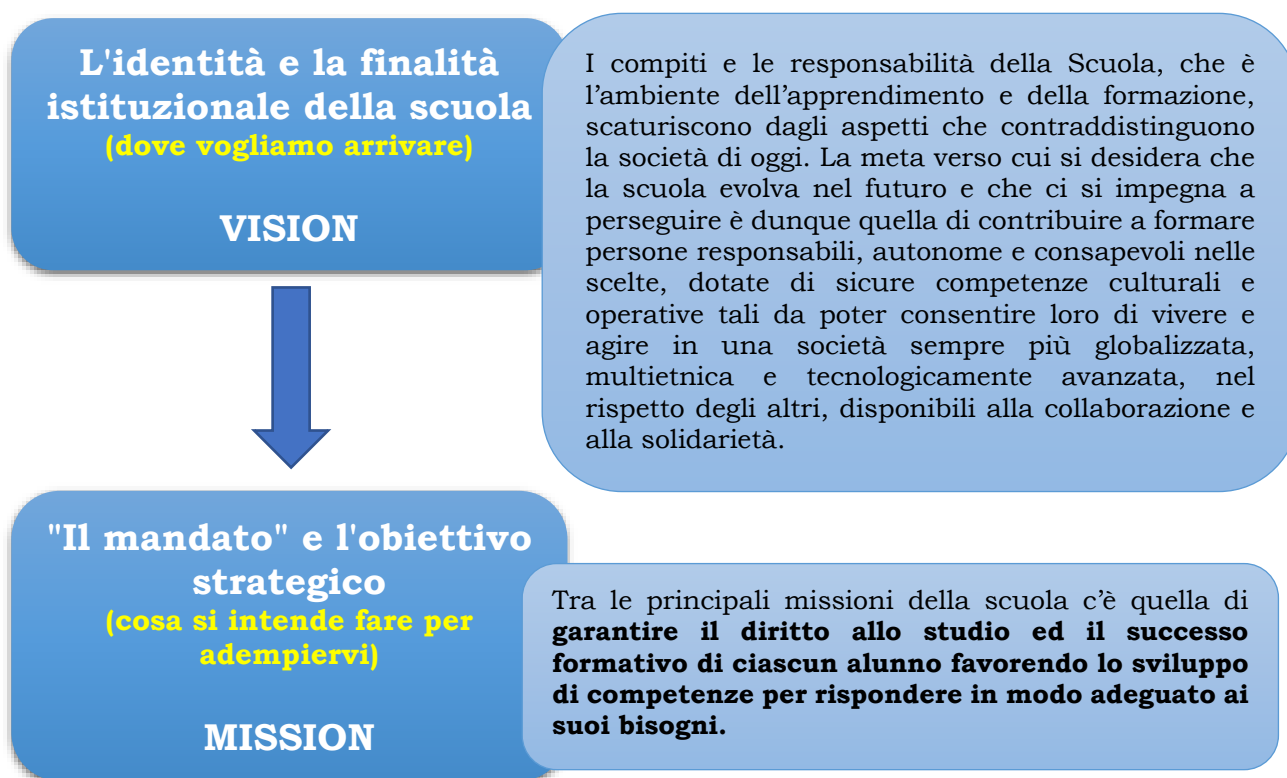 L'identità e la finalità
istituzionale della scuola
(dove vogliamo arrivare)
VISION
I compiti e le responsabilità della Scuola, che è
l’ambiente dell’apprendimento e della formazione,
scaturiscono dagli aspetti che contraddistinguono
la società di oggi. La meta verso cui si desidera che
la scuola evolva nel futuro e che ci si impegna a
perseguire è dunque quella di contribuire a formare
persone responsabili, autonome e consapevoli nelle
scelte, dotate di sicure competenze culturali e
operative tali da poter consentire loro di vivere e
agire in una società sempre più globalizzata,
multietnica e tecnologicamente avanzata, nel
rispetto degli altri, disponibili alla collaborazione e
alla solidarietà.
"Il mandato" e l'obiettivo
strategico
(cosa si intende fare per
adempiervi)
MISSION
Tra le principali missioni della scuola c’è quella di
garantire il diritto allo studio ed il successo
formativo di ciascun alunno favorendo lo sviluppo
di competenze per rispondere in modo adeguato ai
suoi bisogni.